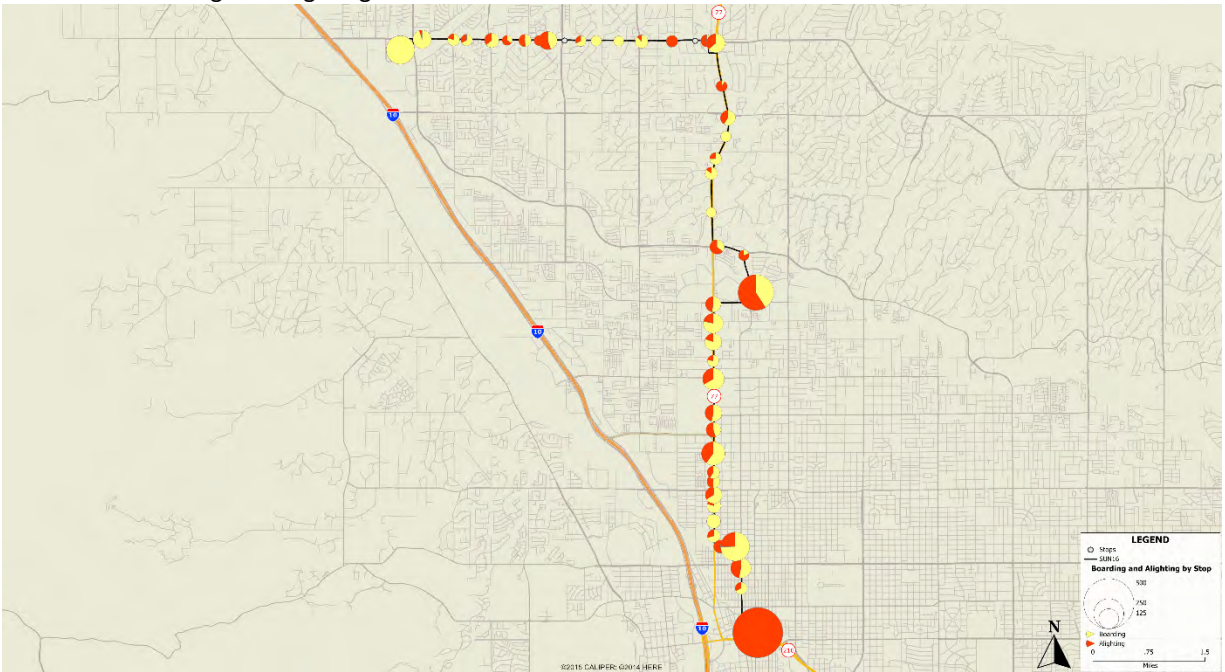 77
10
10
77
10
210
LEGEND
Stops
SUN16
Boarding and Alighting by Stop
500
250
125
Boarding
Alighting
0 .75 1.5
Miles
N
©2015 CALIPER; ©2014 HERE